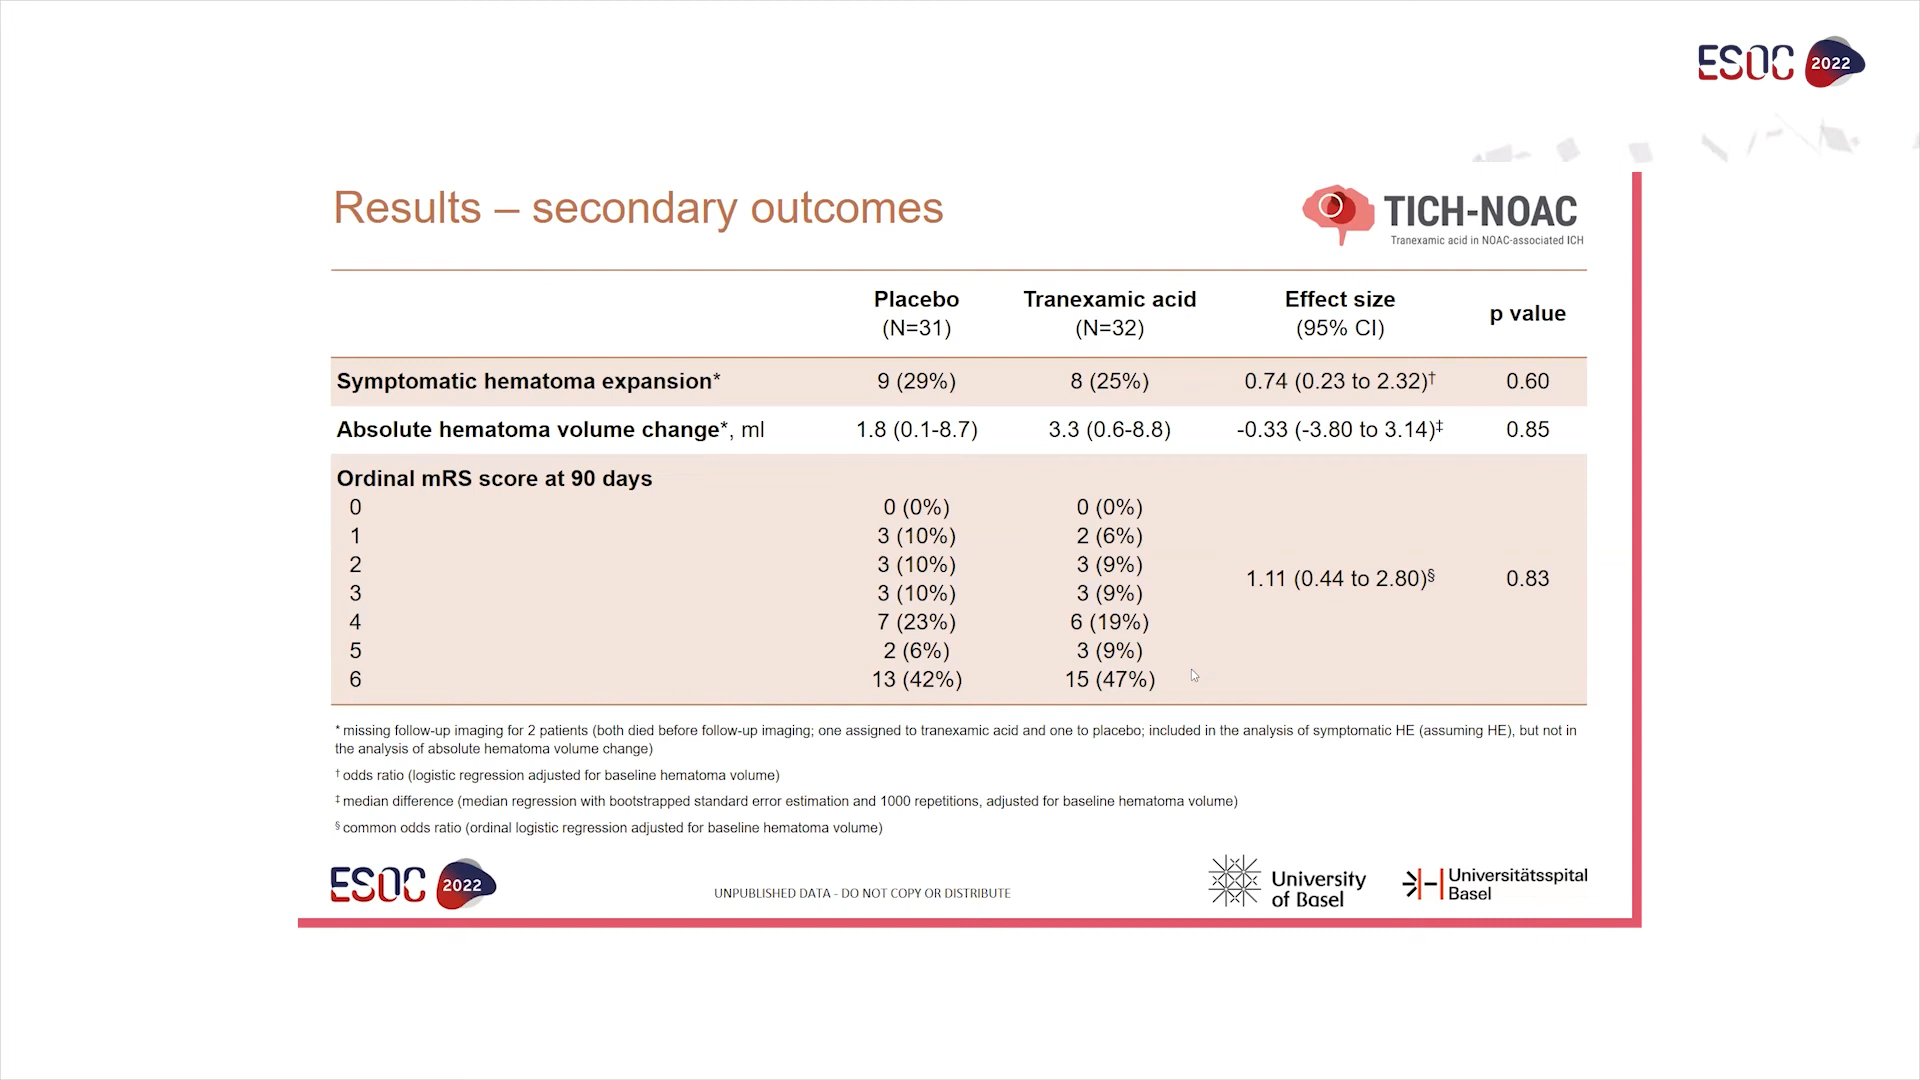 ESOC 2022
Results – secondary outcomes
TICH-NOAC
Tranexamic acid in NOAC-associated ICH
Placebo (N=31) Tranexamic acid (N=32) Effect size (95% CI) p value
Symptomatic hematoma expansion* 9 (29%) 8 (25%) 0.74 (0.23 to 2.32)† 0.60
Absolute hematoma volume change*, ml 1.8 (0.1-8.7) 3.3 (0.6-8.8) -0.33 (-3.80 to 3.14)‡ 0.85
Ordinal mRS score at 90 days
0 0 (0%) 0 (0%)
1 3 (10%) 2 (6%)
2 3 (10%) 3 (9%)
1.11 (0.44 to 2.80)§ 0.83
3 3 (10%) 3 (9%)
4 7 (23%) 6 (19%)
5 2 (6%) 3 (9%)
6 13 (42%) 15 (47%)
* missing follow-up imaging for 2 patients (both died before follow-up imaging; one assigned to tranexamic acid and one to placebo; included in the analysis of symptomatic HE (assuming HE), but not in
the analysis of absolute hematoma volume change)
† odds ratio (logistic regression adjusted for baseline hematoma volume)
‡ median difference (median regression with bootstrapped standard error estimation and 1000 repetitions, adjusted for baseline hematoma volume)
§ common odds ratio (ordinal logistic regression adjusted for baseline hematoma volume)
ESOC 2022
UNPUBLISHED DATA - DO NOT COPY OR DISTRIBUTE
University
of Basel
Universitätsspital
Basel